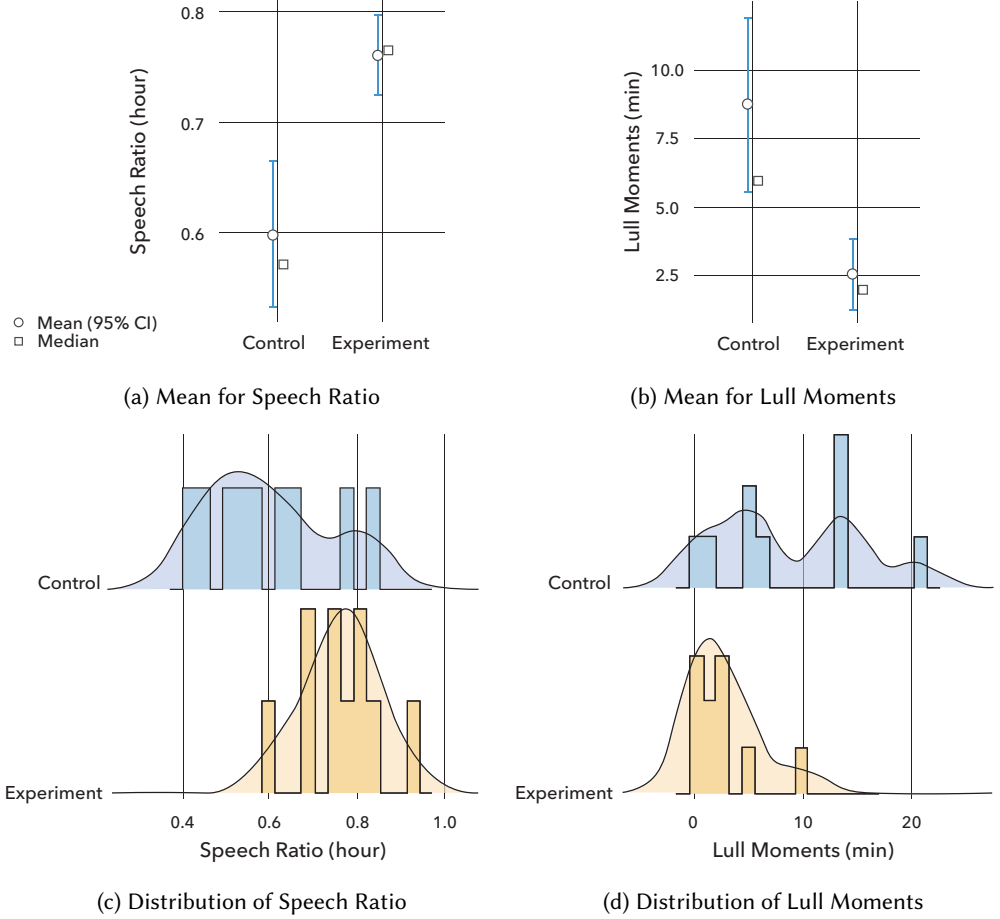 0.8
0.7
0.6
Speech Ratio (hour)
Mean (95% CI)
Median
Control Experiment
10.0
7.5
5.0
2.5
Lull Moments (min)
Control Experiment
(a) Mean for Speech Ratio
(b) Mean for Lull Moments
Control
Experiment
0.4 0.6 0.8 1.0
Speech Ratio (hour)
Control
Experiment
0 10 20
Lull Moments (min)
(c) Distribution of Speech Ratio
(d) Distribution of Lull Moments